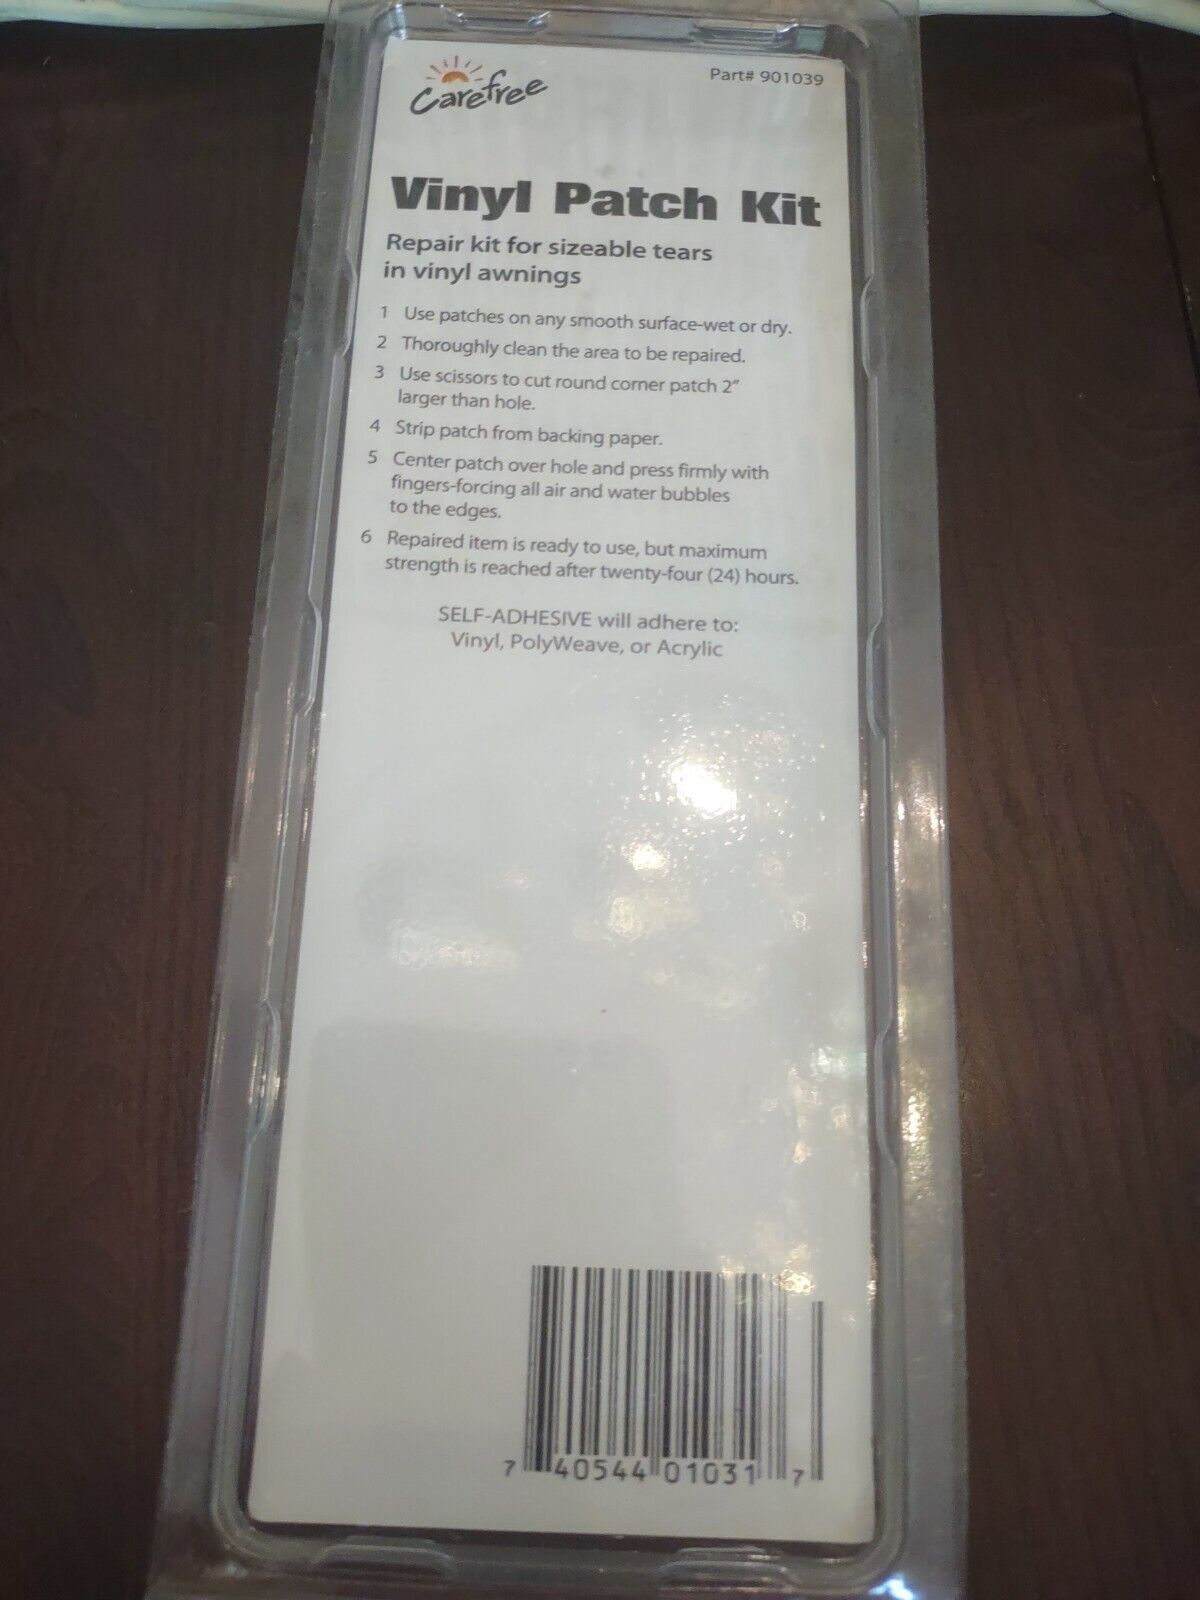 Carefree
Part# 901039
Vinyl Patch Kit
Repair kit for sizeable tears
in vinyl awnings
1 Use patches on any smooth surface-wet or dry.
2 Thoroughly clean the area to be repaired.
3 Use scissors to cut round corner patch 2"
larger than hole.
4 Strip patch from backing paper.
5 Center patch over hole and press firmly with
fingers-forcing all air and water bubbles
to the edges.
6 Repaired item is ready to use, but maximum
strength is reached after twenty-four (24) hours.
SELF-ADHESIVE will adhere to:
Vinyl, PolyWeave, or Acrylic
7 40544 01031 7